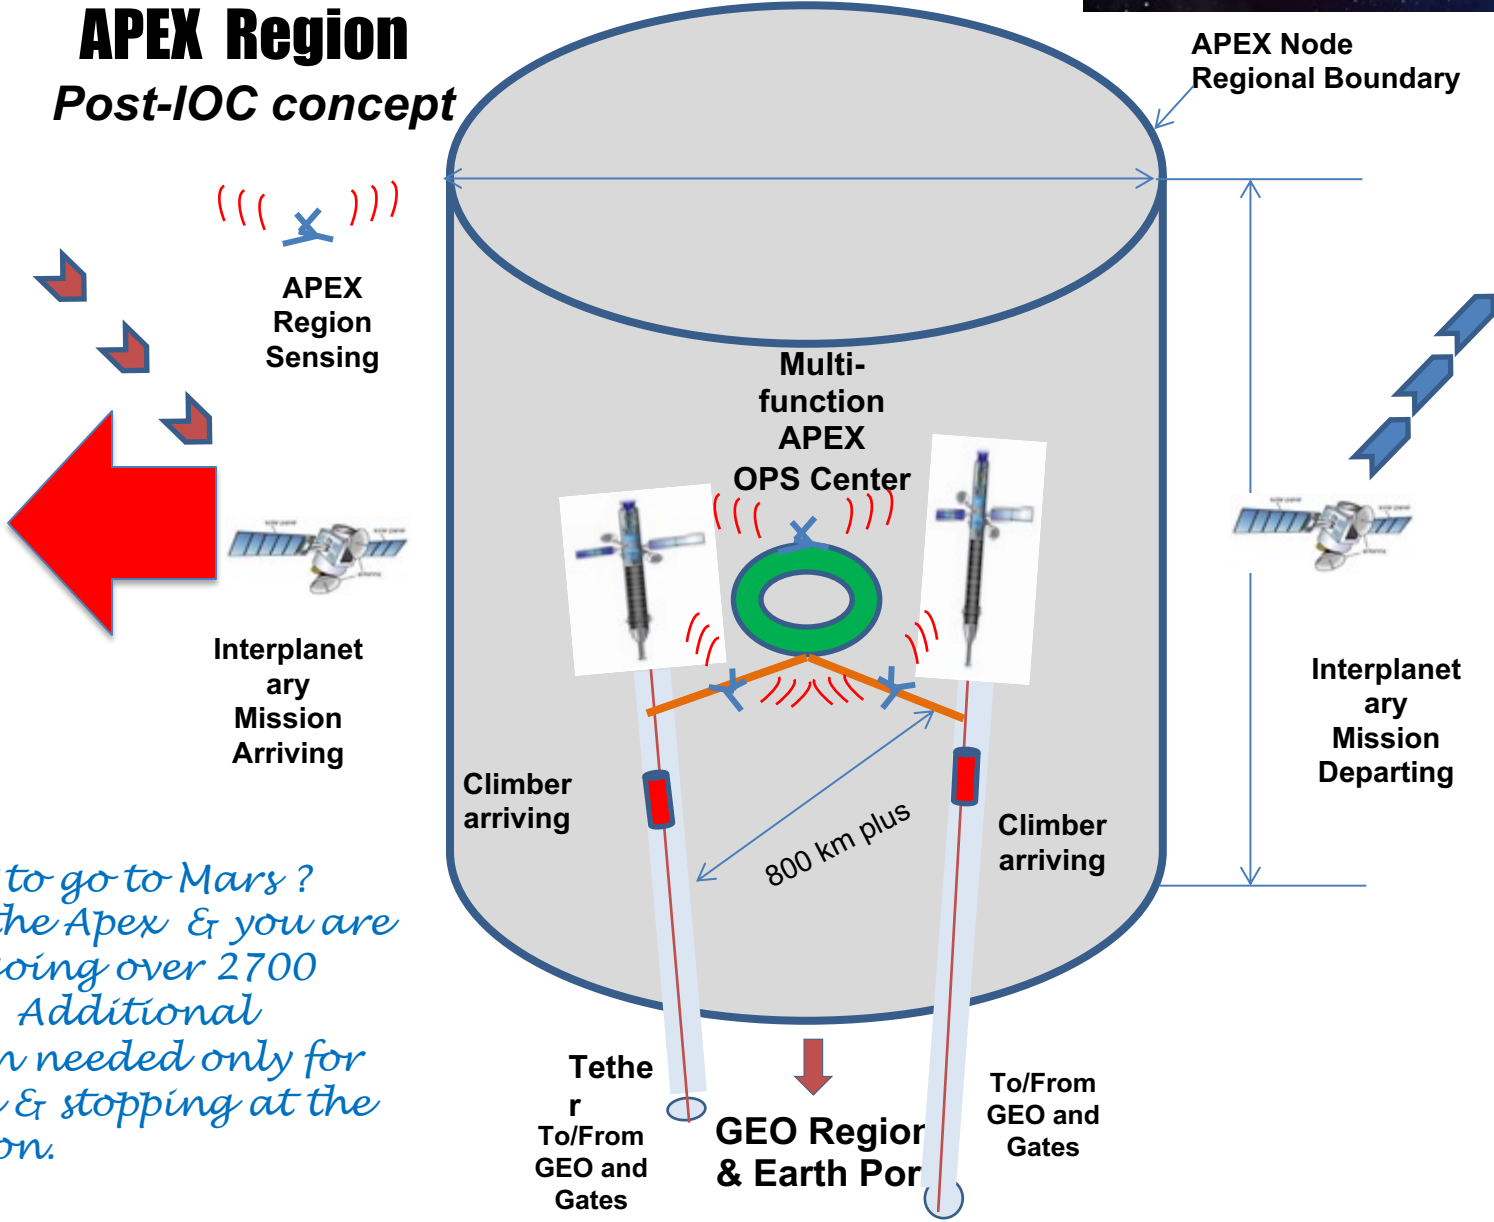 APEX Region
Post-IOC concept
APEX Node
Regional Boundary
APEX
Region
Sensing
Multi-
function
APEX
OPS Center
Interplanet
ary
Mission
Arriving
Interplanet
ary
Mission
Departing
Climber
arriving
800 km plus
Climber
arriving
to go to Mars ?
the Apex & you are
oing over 2700
Additional
n needed only for
& stopping at the
on.
Tethe
r
To/From
GEO and
Gates
GEO Region
& Earth Por
To/From
GEO and
Gates